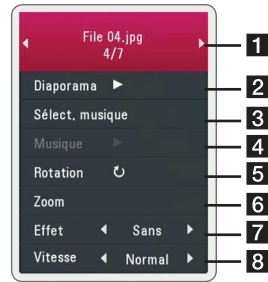 File 04.jpg
4/7
1
Diaporama
2
Sélect. musique
3
Musique
4
Rotation
5
Zoom
6
Effet Sans
7
Vitesse Normal
8